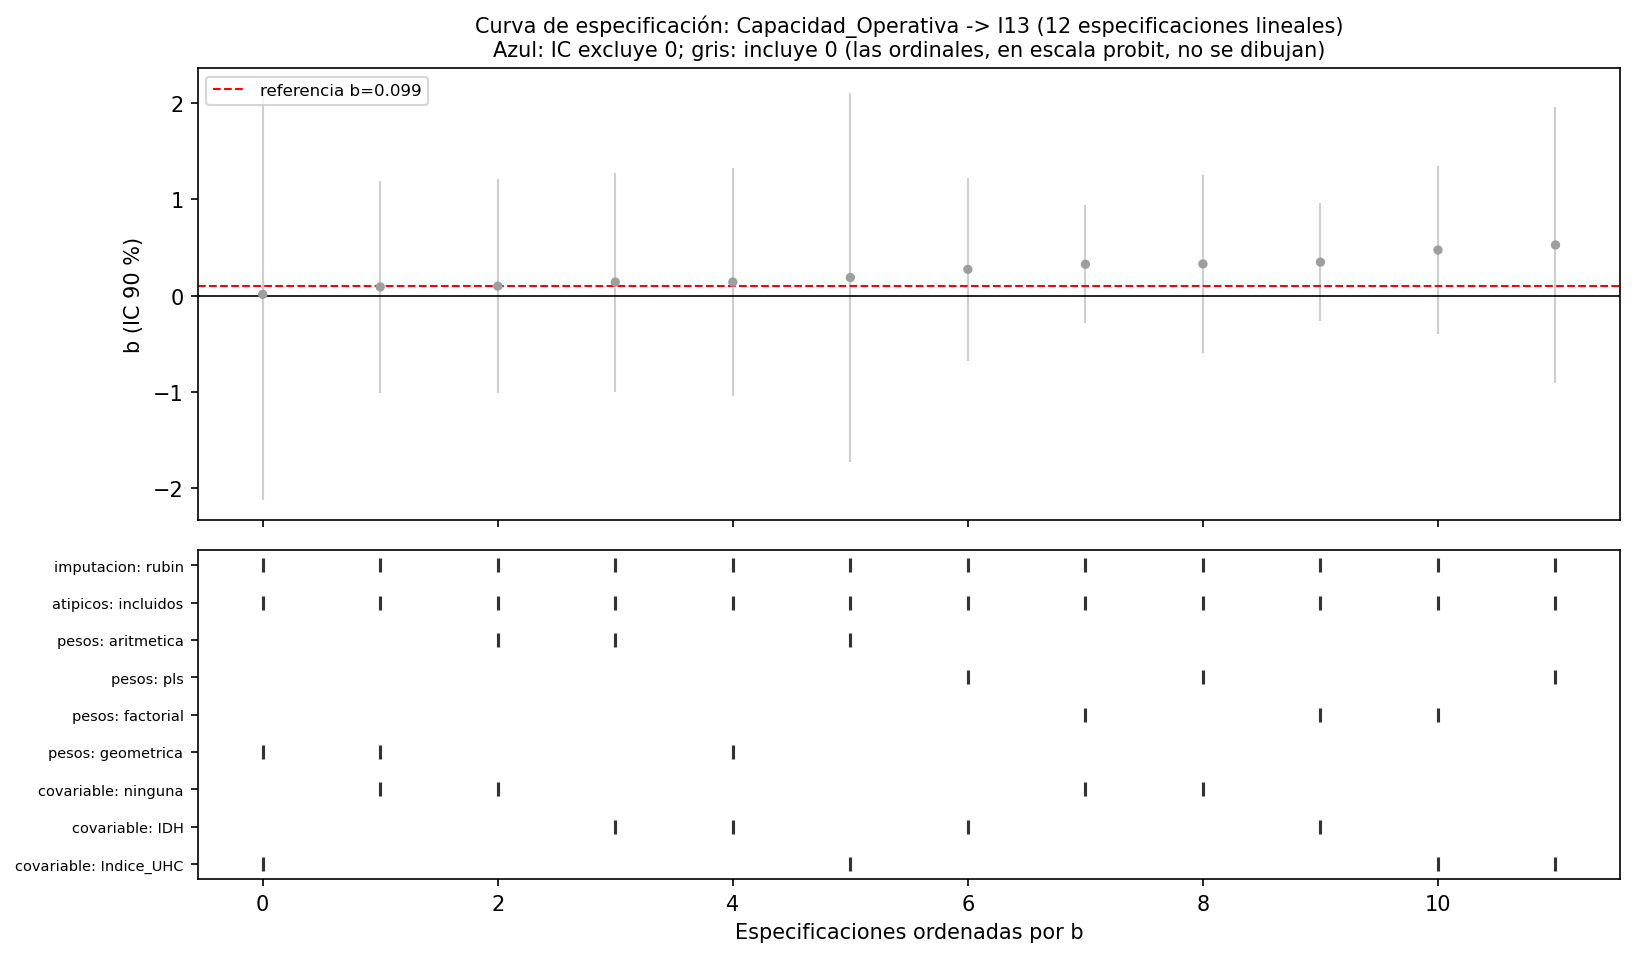 Curva de especificación: Capacidad_Operativa -> I13 (12 especificaciones lineales)
Azul: IC excluye 0; gris: incluye 0 (las ordinales, en escala probit, no se dibujan)
referencia b=0.099
b (IC 90 %)
2
1
0
−1
−2
imputacion: rubin
atipicos: incluidos
pesos: aritmetica
pesos: pls
pesos: factorial
pesos: geometrica
covariable: ninguna
covariable: IDH
covariable: Indice_UHC
0 2 4 6 8 10
Especificaciones ordenadas por b